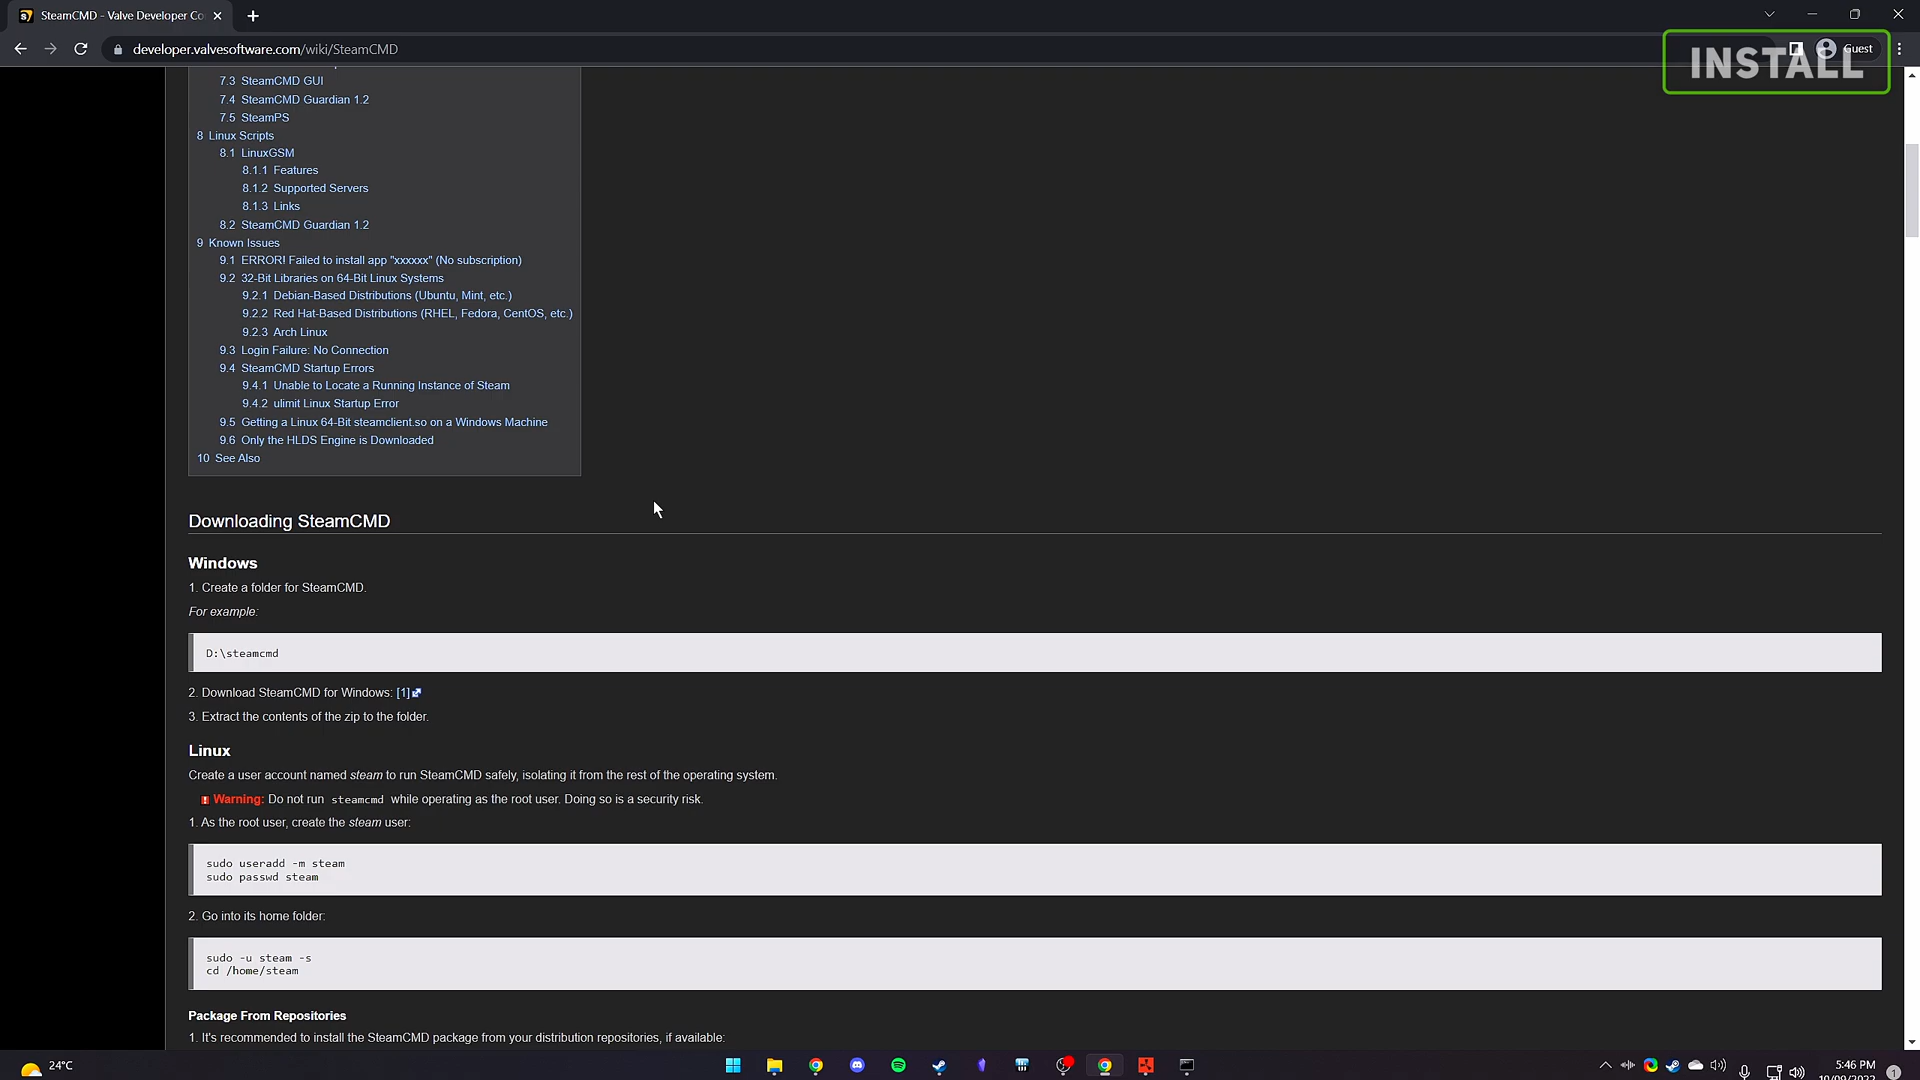 SteamCMD - Valve Developer Co
developer.valvesoftware.com/wiki/SteamCMD
Guest
INSTALL
7.3 SteamCMD GUI
7.4 SteamCMD Guardian 1.2
7.5 SteamPS
8 Linux Scripts
8.1 LinuxGSM
8.1.1 Features
8.1.2 Supported Servers
8.1.3 Links
8.2 SteamCMD Guardian 1.2
9 Known Issues
9.1 ERROR! Failed to install app "xxxxxx" (No subscription)
9.2 32-Bit Libraries on 64-Bit Linux Systems
9.2.1 Debian-Based Distributions (Ubuntu, Mint, etc.)
9.2.2 Red Hat-Based Distributions (RHEL, Fedora, CentOS, etc.)
9.2.3 Arch Linux
9.3 Login Failure: No Connection
9.4 SteamCMD Startup Errors
9.4.1 Unable to Locate a Running Instance of Steam
9.4.2 ulimit Linux Startup Error
9.5 Getting a Linux 64-Bit steamclient.so on a Windows Machine
9.6 Only the HLDS Engine is Downloaded
10 See Also
Downloading SteamCMD
Windows
1. Create a folder for SteamCMD.
For example:
D:\steamcmd
2. Download SteamCMD for Windows: [1]
3. Extract the contents of the zip to the folder.
Linux
Create a user account named steam to run SteamCMD safely, isolating it from the rest of the operating system.
Warning: Do not run steamcmd while operating as the root user. Doing so is a security risk.
1. As the root user, create the steam user:
sudo useradd -m steam
sudo passwd steam
2. Go into its home folder:
sudo -u steam -s
cd /home/steam
Package From Repositories
1. It's recommended to install the SteamCMD package from your distribution repositories, if available:
24°C
5:46 PM
10/09/2022
1